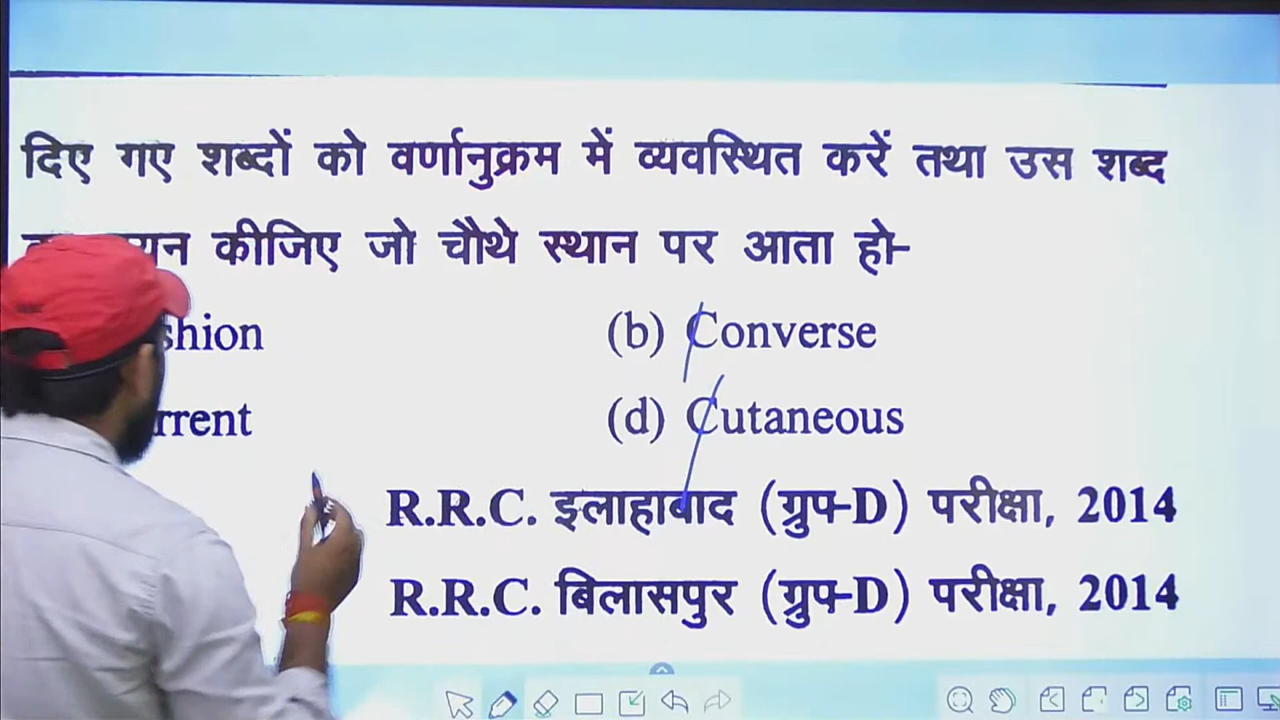 दिए गए शब्दों को वर्णानुक्रम में व्यवस्थित करें तथा उस शब्द
कीजिए जो चौथे स्थान पर आता हो-
shion (b) Converse
rrent (d) Cutaneous
R.R.C. इलाहाबाद (ग्रुप-D) परीक्षा, 2014
R.R.C. बिलासपुर (ग्रुप-D) परीक्षा, 2014